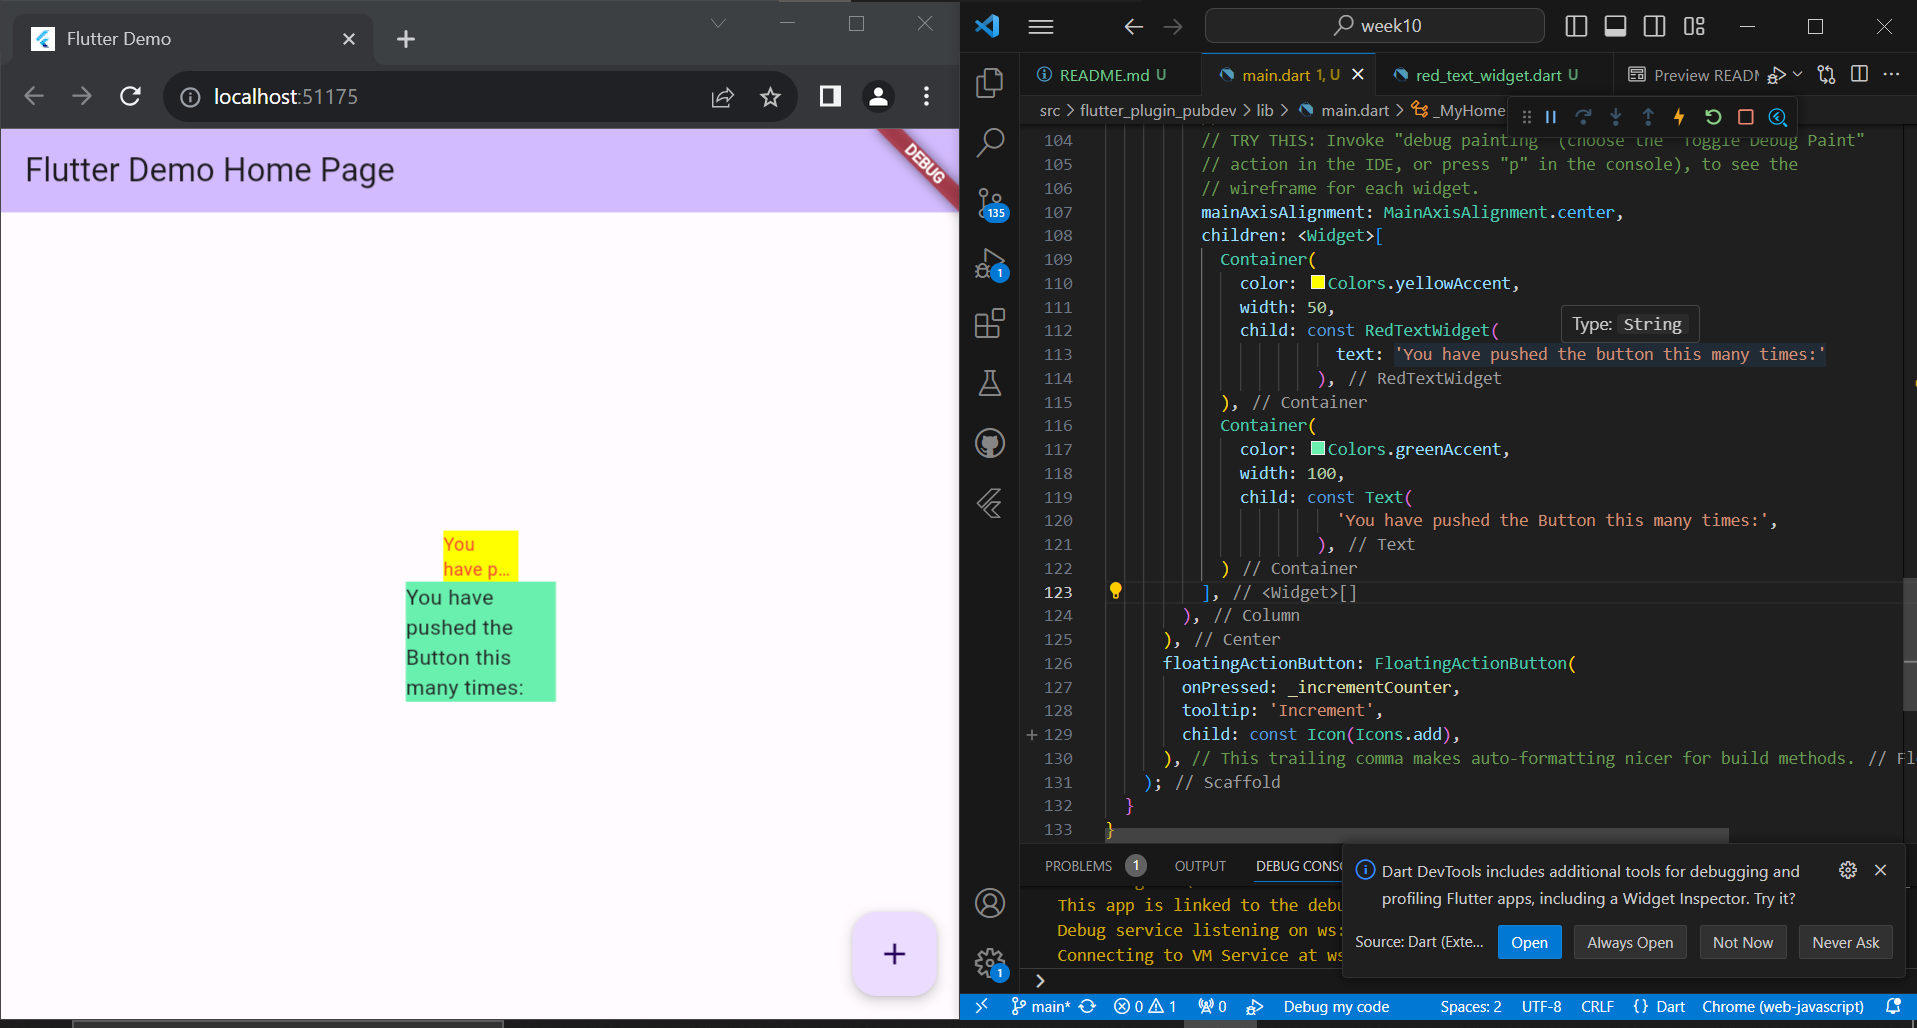 Flutter Demo
localhost:51175
Flutter Demo Home Page
DEBUG
You
have p...
You have
pushed the
Button this
many times:
week10
README.md U
main.dart 1, U
red_text_widget.dart U
Preview READM
src > flutter_plugin_pubdev > lib > main.dart > _MyHome
104 // TRY THIS: Invoke "debug painting" (choose the "Toggle Debug Paint"
105 // action in the IDE, or press "p" in the console), to see the
106 // wireframe for each widget.
107 mainAxisAlignment: MainAxisAlignment.center,
108 children: <Widget>[
109 Container(
110 color: Colors.yellowAccent,
111 width: 50,
112 child: const RedTextWidget(
Type: String
113 text: 'You have pushed the button this many times:'
114 ), // RedTextWidget
115 ), // Container
116 Container(
117 color: Colors.greenAccent,
118 width: 100,
119 child: const Text(
120 'You have pushed the Button this many times:',
121 ), // Text
122 ) // Container
123 ], // <Widget>[]
124 ), // Column
125 ), // Center
126 floatingActionButton: FloatingActionButton(
127 onPressed: _incrementCounter,
128 tooltip: 'Increment',
129 child: const Icon(Icons.add),
130 ), // This trailing comma makes auto-formatting nicer for build methods. // Fl
131 ); // Scaffold
132 }
133 }
135
1
1
PROBLEMS 1
OUTPUT
DEBUG CONS
This app is linked to the debu
Debug service listening on ws:
Connecting to VM Service at ws
Dart DevTools includes additional tools for debugging and
profiling Flutter apps, including a Widget Inspector. Try it?
Source: Dart (Exte...
Open
Always Open
Not Now
Never Ask
main*
0 1
0
Debug my code
Spaces: 2
UTF-8
CRLF
{ } Dart
Chrome (web-javascript)